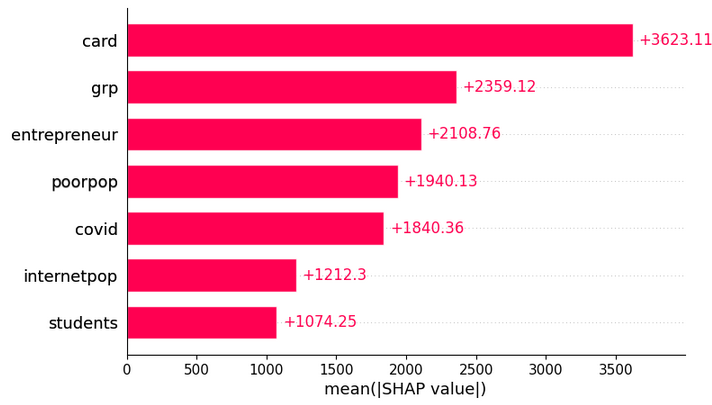 card +3623.11
grp +2359.12
entrepreneur +2108.76
poorpop +1940.13
covid +1840.36
internetpop +1212.3
students +1074.25
0 500 1000 1500 2000 2500 3000 3500
mean(|SHAP value|)